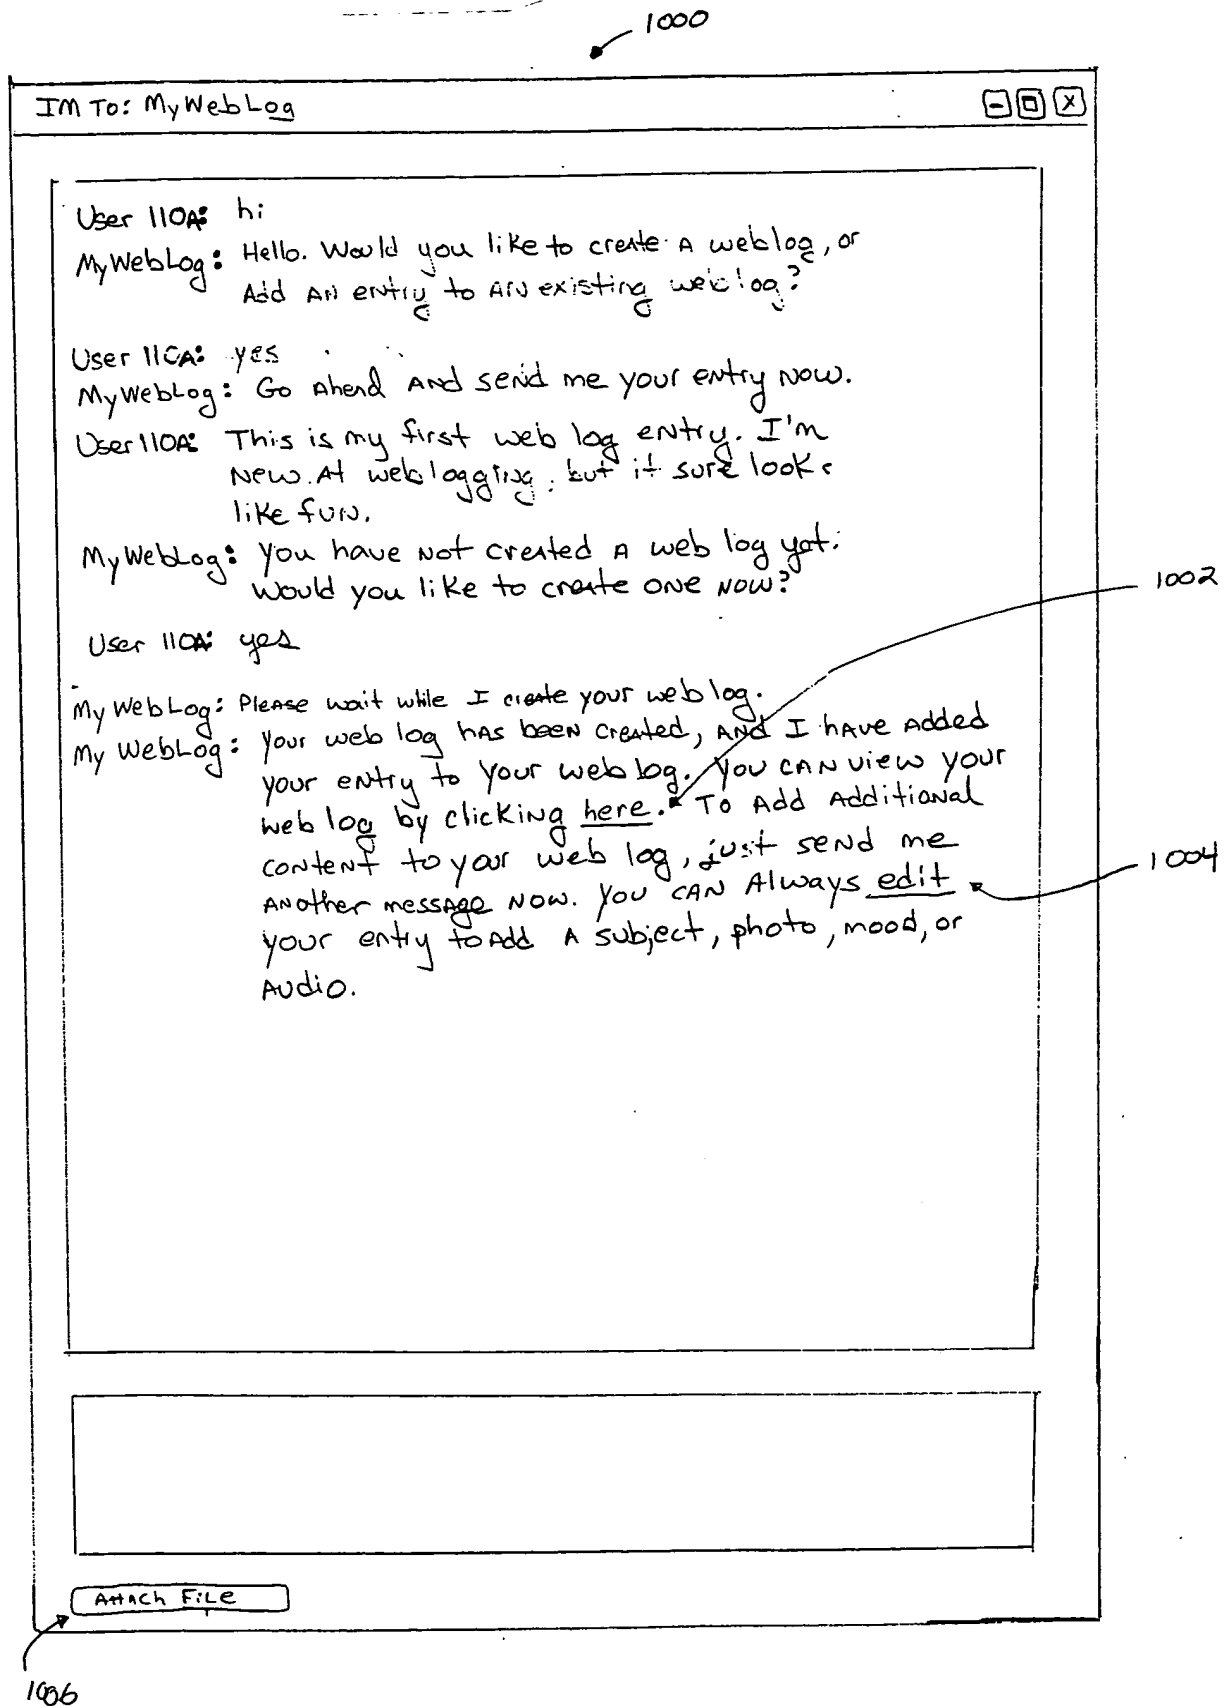 1000
IM To: MyWebLog
User 110A: hi
MyWebLog: Hello. Would you like to create a weblog, or
Add an entry to an existing weblog?
User 110A: yes
MyWebLog: Go Ahead And send me your entry now.
User 110A: This is my first web log entry. I'm
New at weblogging, but it sure looks
like fun.
MyWebLog: you have not created a web log yet.
Would you like to create one now?
1002
User 110A: yes
My WebLog: Please wait while I create your web log.
My WebLog: your web log has been created, and I have added
your entry to your web log. you can view your
web log by clicking here. To Add Additional
content to your web log, just send me
1004
Another message now. you can Always edit
your entry to Add a subject, photo, mood, or
Audio.
Attach File
1006